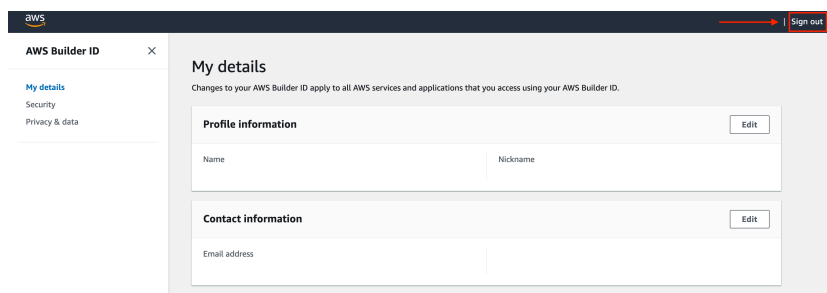 aws
| Sign out
AWS Builder ID
My details
Security
Privacy & data
My details
Changes to your AWS Builder ID apply to all AWS services and applications that you access using your AWS Builder ID.
Profile information
Edit
Name
Nickname
Contact information
Edit
Email address